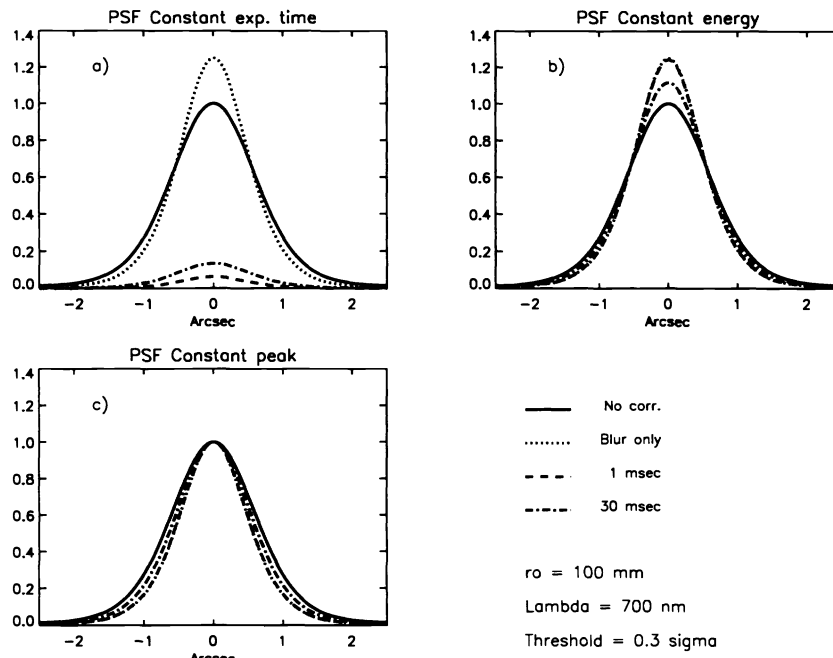 PSF Constant exp. time
a)
1.4
1.2
1.0
0.8
0.6
0.4
0.2
0.0
-2 -1 0 1 2
Arcsec
PSF Constant energy
b)
1.4
1.2
1.0
0.8
0.6
0.4
0.2
0.0
-2 -1 0 1 2
Arcsec
PSF Constant peak
c)
1.4
1.2
1.0
0.8
0.6
0.4
0.2
0.0
-2 -1 0 1 2
Arcsec
No corr.
Blur only
1 msec
30 msec
ro = 100 mm
Lambda = 700 nm
Threshold = 0.3 sigma